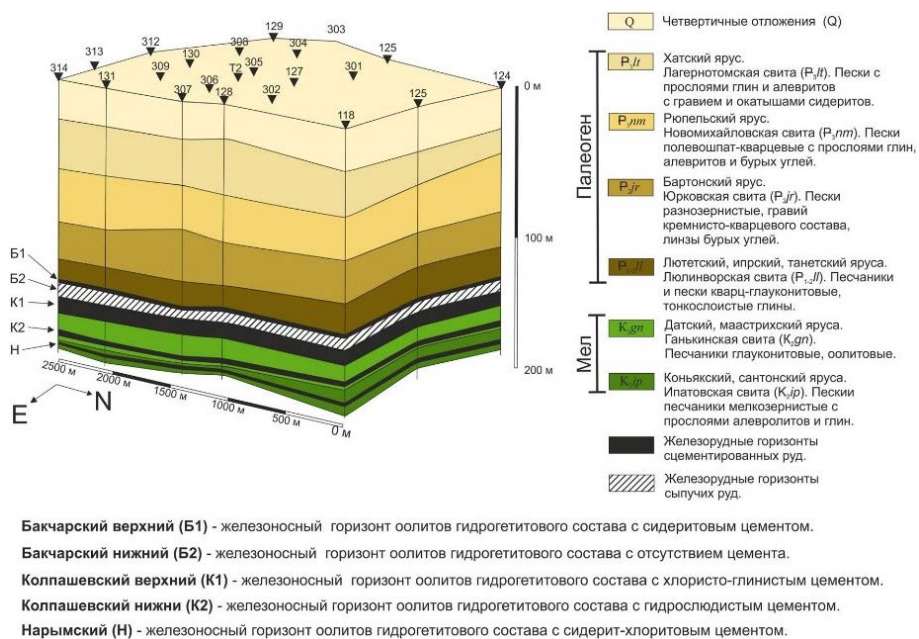 129
303
312
308
304
313
130
125
314
131
309
T2
305
127
301
124
306
302
307
128
125
118
0 м
100 м
200 м
Б1
Б2
К1
К2
Н
2500 м
2000 м
1500 м
1000 м
500 м
0 м
E
N
Палеоген
Мел
Q
Четвертичные отложения (Q)
P₃lt
Хатский ярус.
Лагернотомская свита (P₃lt). Пески с
прослоями глин и алевритов
с гравием и окатышами сидеритов.
P₃nm
Рюпельский ярус.
Новомихайловская свита (P₃nm). Пески
полевошпат-кварцевые с прослоями глин,
алевритов и бурых углей.
P₂jr
Бартонский ярус.
Юрковская свита (P₂jr). Пески
разнозернистые, гравий
кремнисто-кварцевого состава,
линзы бурых углей.
Лютетский, ипрский, танетский яруса.
Люлинворская свита (P₁₋₂ll). Песчаники
и пески кварц-глауконитовые,
тонкослоистые глины.
K₂gn
Датский, маастрихский яруса.
Ганькинская свита (K₂gn).
Песчаники глауконитовые, оолитовые.
K₂ip
Коньякский, сантонский яруса.
Ипатовская свита (K₂ip). Пескии
песчаники мелкозернистые с
прослоями алевролитов и глин.
Железорудные горизонты
сцементированных руд.
Железорудные горизонты
сыпучих руд.
Бакчарский верхний (Б1) - железоносный горизонт оолитов гидрогетитового состава с сидеритовым цементом.
Бакчарский нижний (Б2) - железоносный горизонт оолитов гидрогетитового состава с отсутствием цемента.
Колпашевский верхний (К1) - железоносный горизонт оолитов гидрогетитового состава с хлористо-глинистым цементом.
Колпашевский нижни (К2) - железоносный горизонт оолитов гидрогетитового состава с гидрослюдистым цементом.
Нарымский (Н) - железоносный горизонт оолитов гидрогетитового состава с сидерит-хлоритовым цементом.